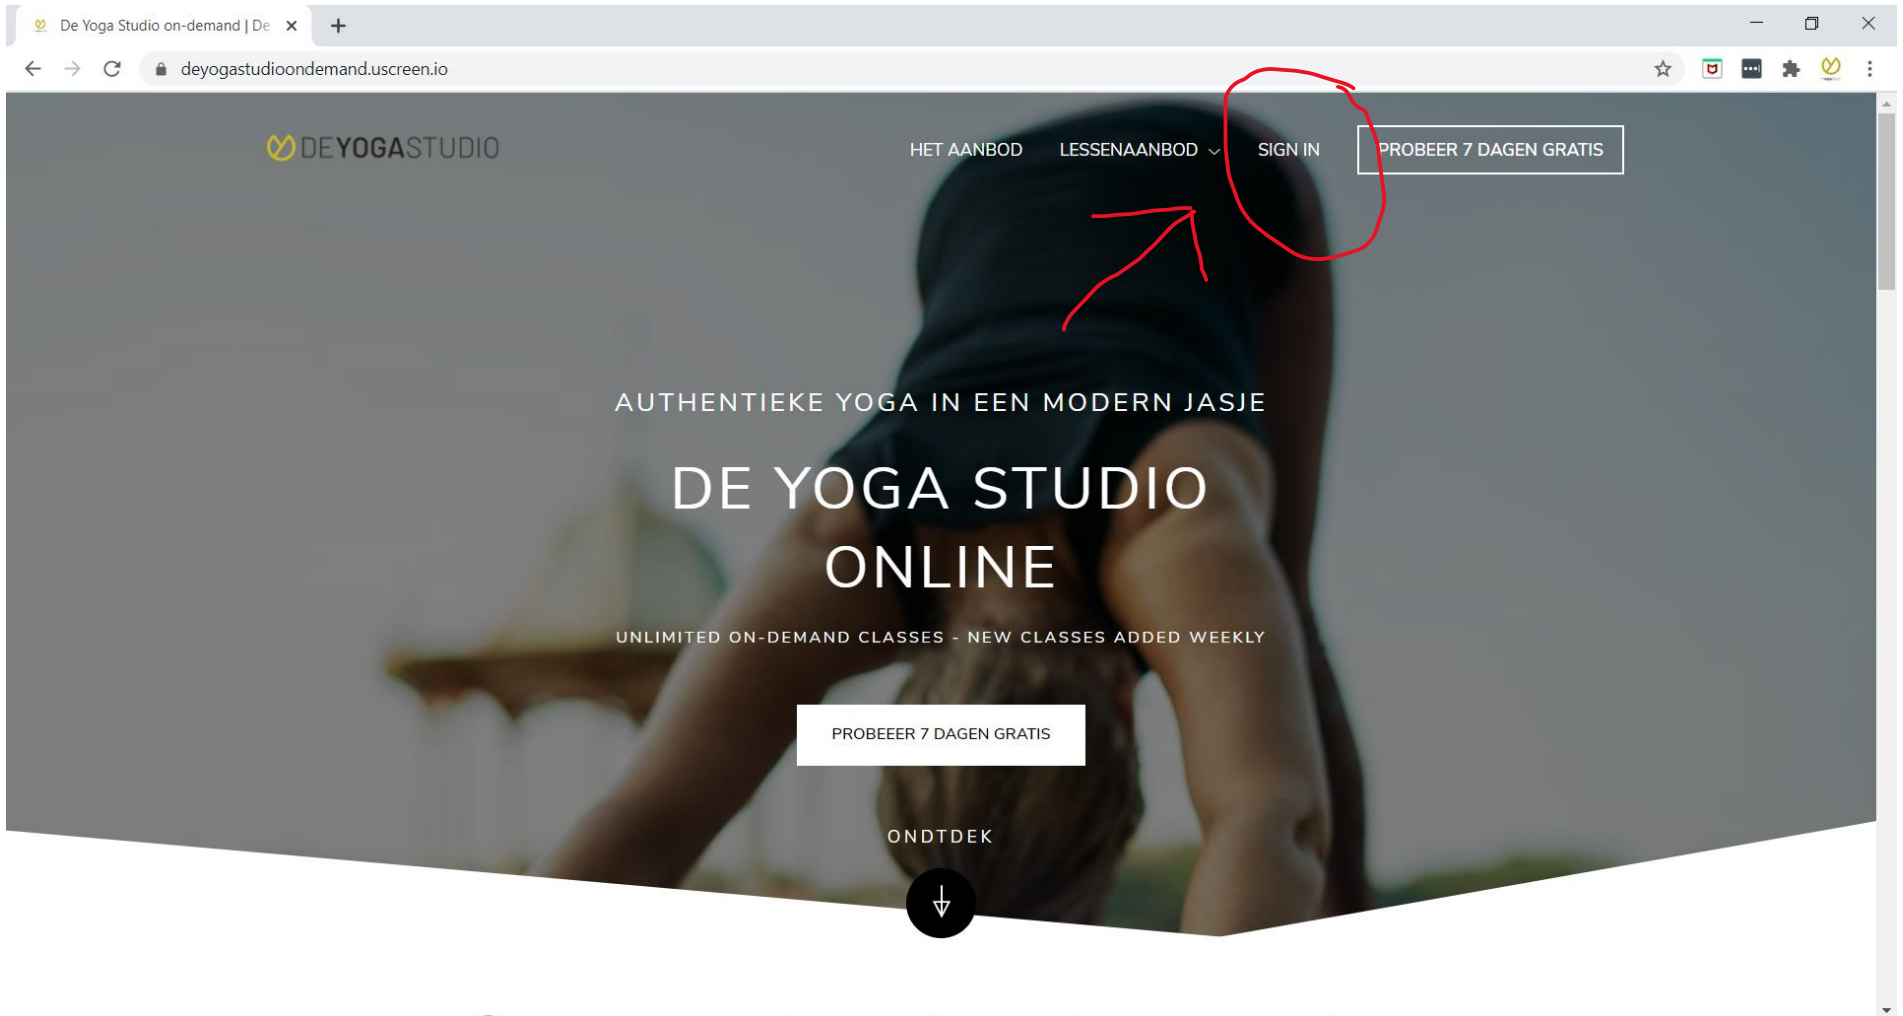 De Yoga Studio on-demand | De
deyogastudioondemand.uscreen.io
DEYOGASTUDIO
HET AANBOD
LESSENAANBOD
SIGN IN
PROBEER 7 DAGEN GRATIS
AUTHENTIEKE YOGA IN EEN MODERN JASJE
DE YOGA STUDIO
ONLINE
UNLIMITED ON-DEMAND CLASSES - NEW CLASSES ADDED WEEKLY
PROBEEER 7 DAGEN GRATIS
ONDTDEK